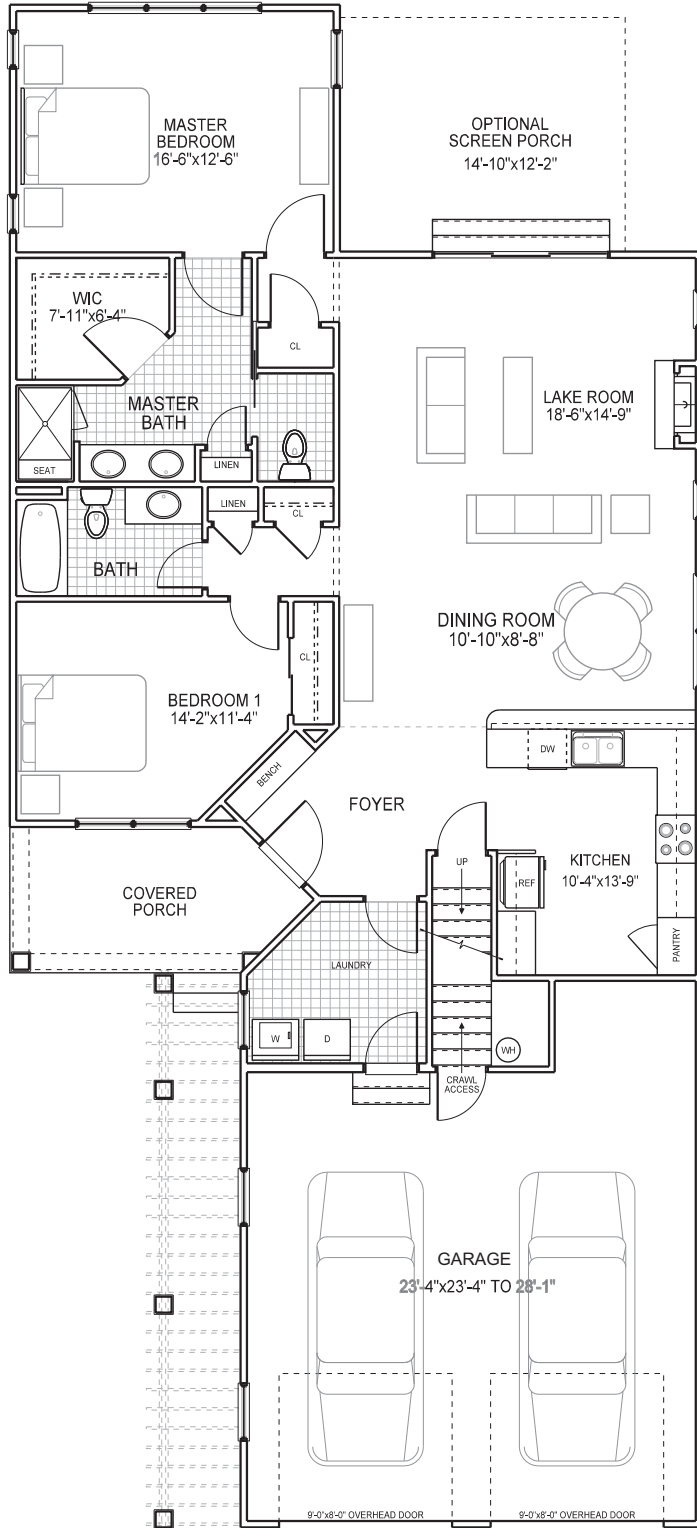 MASTER
BEDROOM
16'-6"x12'-6"
OPTIONAL
SCREEN PORCH
14'-10"x12'-2"
WIC
7'-11"x6'-4"
CL
LAKE ROOM
18'-6"x14'-9"
MASTER
BATH
SEAT
LINEN
LINEN
CL
BATH
DINING ROOM
10'-10"x8'-8"
CL
BEDROOM 1
14'-2"x11'-4"
BENCH
DW
FOYER
UP
KITCHEN
10'-4"x13'-9"
REF
COVERED
PORCH
PANTRY
LAUNDRY
W
D
WH
CRAWL
ACCESS
GARAGE
23'-4"x23'-4" TO 28'-1"
9'-0"x8'-0" OVERHEAD DOOR
9'-0"x8'-0" OVERHEAD DOOR